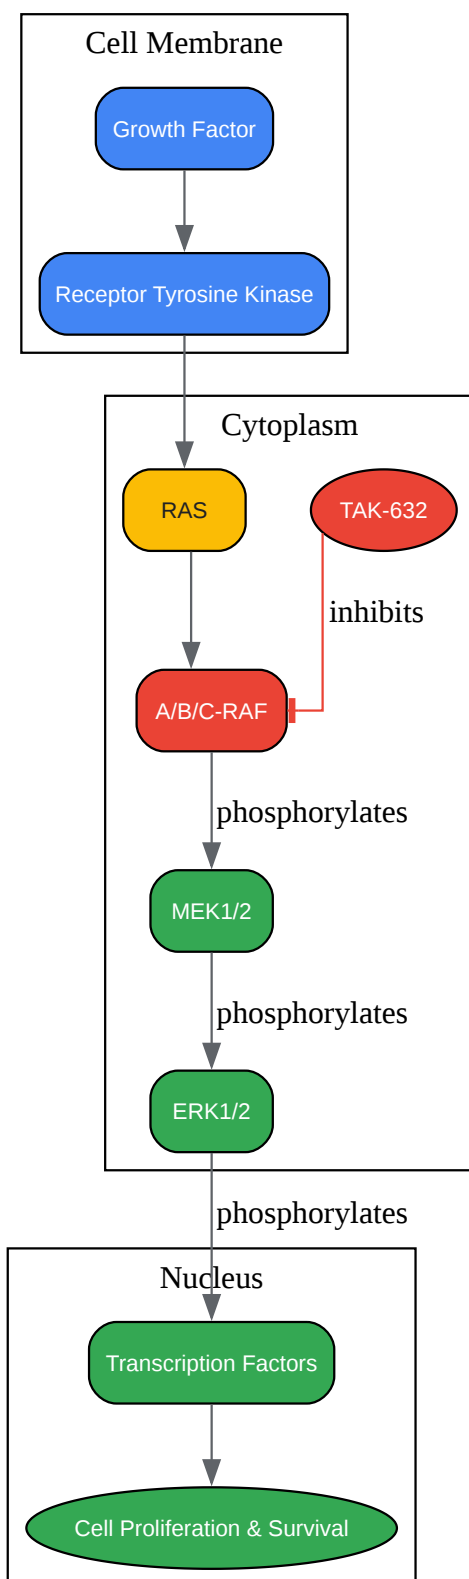 Cell Membrane
Growth Factor
Receptor Tyrosine Kinase
Cytoplasm
RAS
TAK-632
inhibits
A/B/C-RAF
phosphorylates
MEK1/2
phosphorylates
ERK1/2
phosphorylates
Nucleus
Transcription Factors
Cell Proliferation & Survival